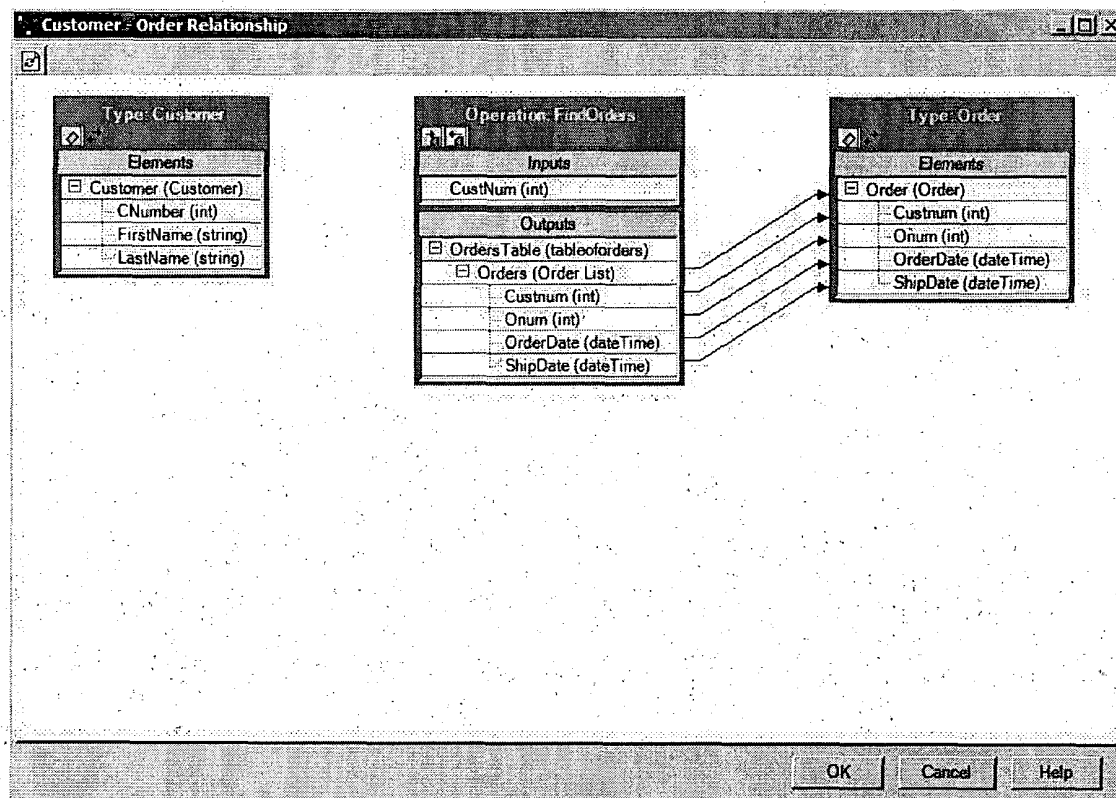 Customer - Order Relationship
Type: Customer
Elements
Customer (Customer)
CNumber (int)
FirstName (string)
LastName (string)
Operation: FindOrders
Inputs
CustNum (int)
Outputs
OrdersTable (tableoforders)
Orders (Order List)
Custnum (int)
Onum (int)
OrderDate (dateTime)
ShipDate (dateTime)
Type: Order
Elements
Order (Order)
Custnum (int)
Onum (int)
OrderDate (dateTime)
ShipDate (dateTime)
OK Cancel Help